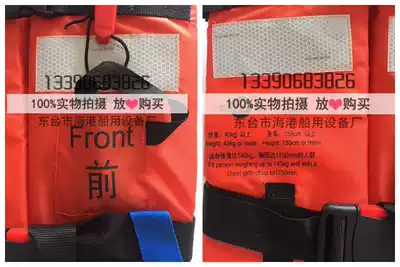 13390683826
100%实物拍摄 放❤购买
东台市海港船用设备厂
Front
前
13390683826
100%实物拍摄 放❤购买
东台市海港船用设备厂
体重:43kg 以上 身高:155cm 以上
Weight: 43kg or more Height: 155cm or more
适合体重达140kg、胸围达1750mm的人群
Fit person weighing up to 140kg and with a
chest girth of up to1750mm.